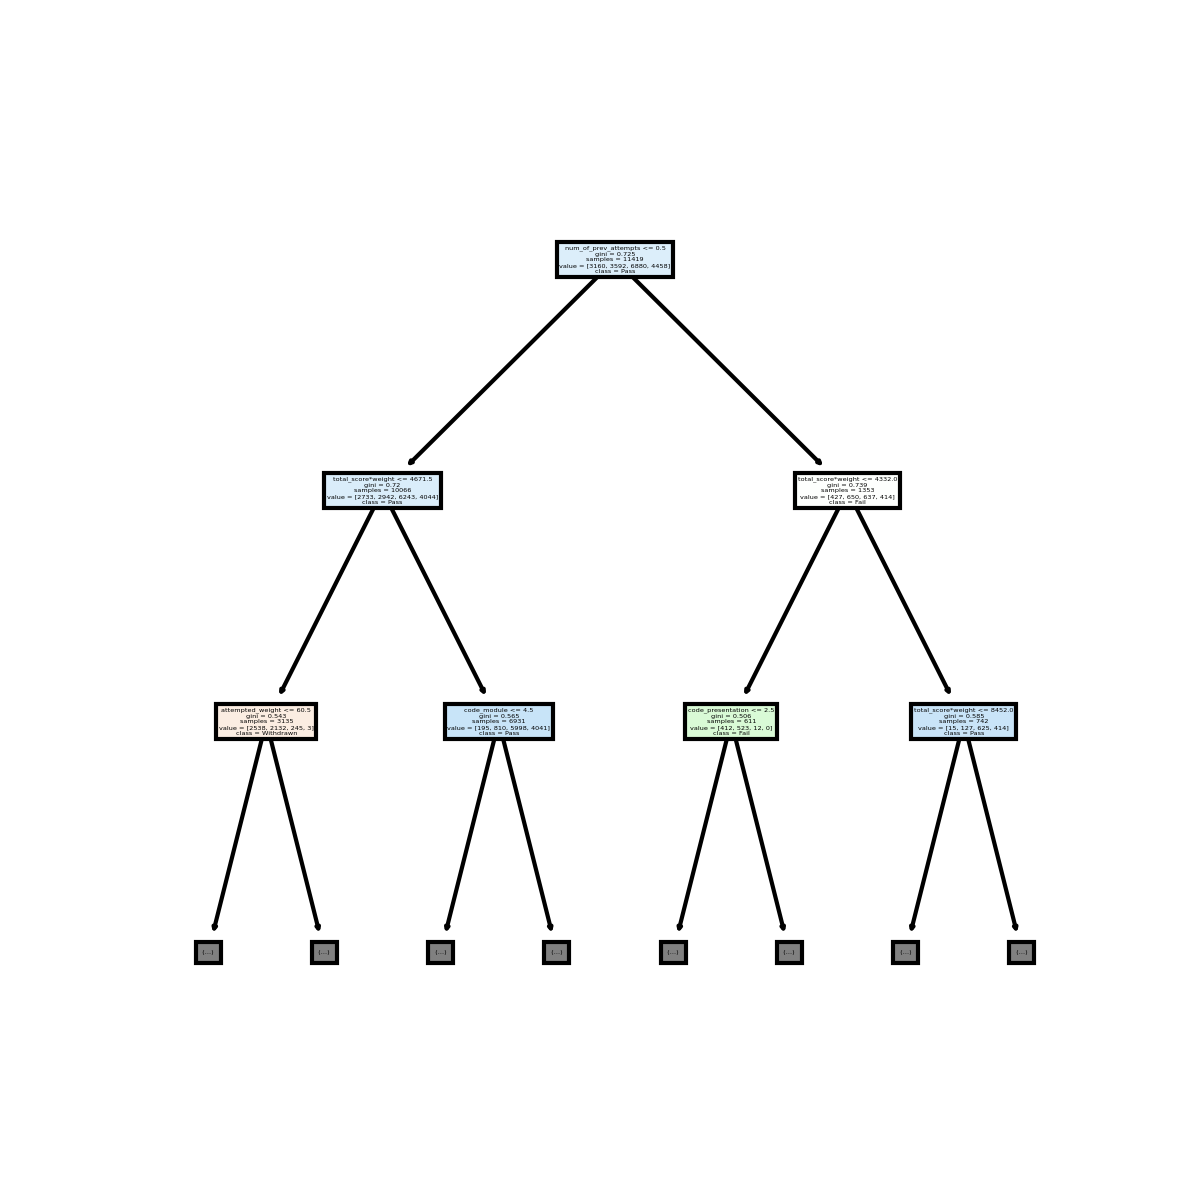 num_of_prev_attempts <= 0.5
gini = 0.725
samples = 11419
value = [3160, 3592, 6880, 4458]
class = Pass
total_score*weight <= 4671.5
gini = 0.72
samples = 10066
value = [2733, 2942, 6243, 4044]
class = Pass
total_score*weight <= 4332.0
gini = 0.739
samples = 1353
value = [427, 650, 637, 414]
class = Fail
attempted_weight <= 60.5
gini = 0.543
samples = 3135
value = [2538, 2132, 245, 3]
class = Withdrawn
code_module <= 4.5
gini = 0.565
samples = 6931
value = [195, 810, 5998, 4041]
class = Pass
code_presentation <= 2.5
gini = 0.506
samples = 611
value = [412, 523, 12, 0]
class = Fail
total_score*weight <= 8452.0
gini = 0.585
samples = 742
value = [15, 127, 625, 414]
class = Pass
(...)
(...)
(...)
(...)
(...)
(...)
(...)
(...)